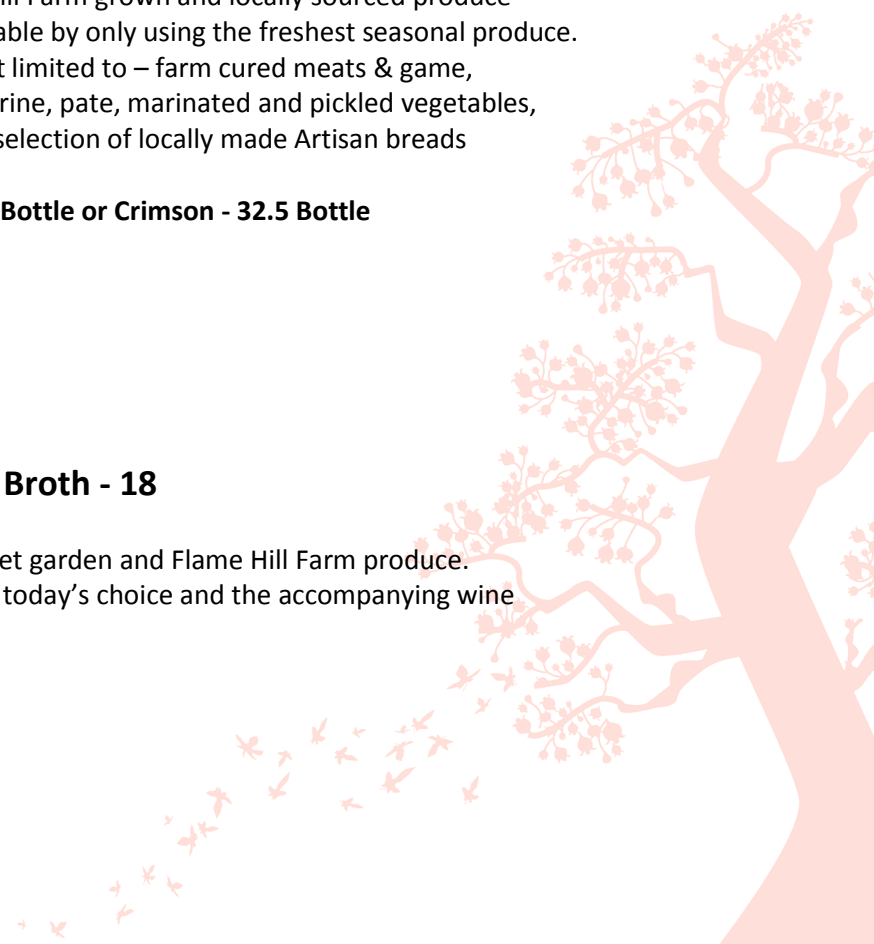 ill Farm grown and locally sourced produce
able by only using the freshest seasonal produce.
t limited to – farm cured meats & game,
rine, pate, marinated and pickled vegetables,
selection of locally made Artisan breads
Bottle or Crimson - 32.5 Bottle
Broth - 18
et garden and Flame Hill Farm produce.
today’s choice and the accompanying wine